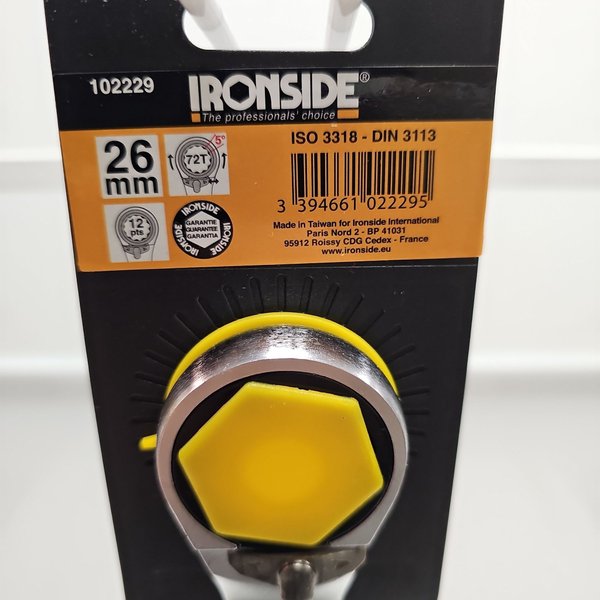 102229
IRONSIDE®
The professionals' choice
26
mm
5°
72T
ISO 3318 - DIN 3113
3 394661 022295
12
pts
IRONSIDE
GARANTIE
GUARANTEE
GARANTIA
IRONSIDE
IRONSIDE
Made in Taiwan for Ironside International
Paris Nord 2 - BP 41031
95912 Roissy CDG Cedex - France
www.ironside.eu